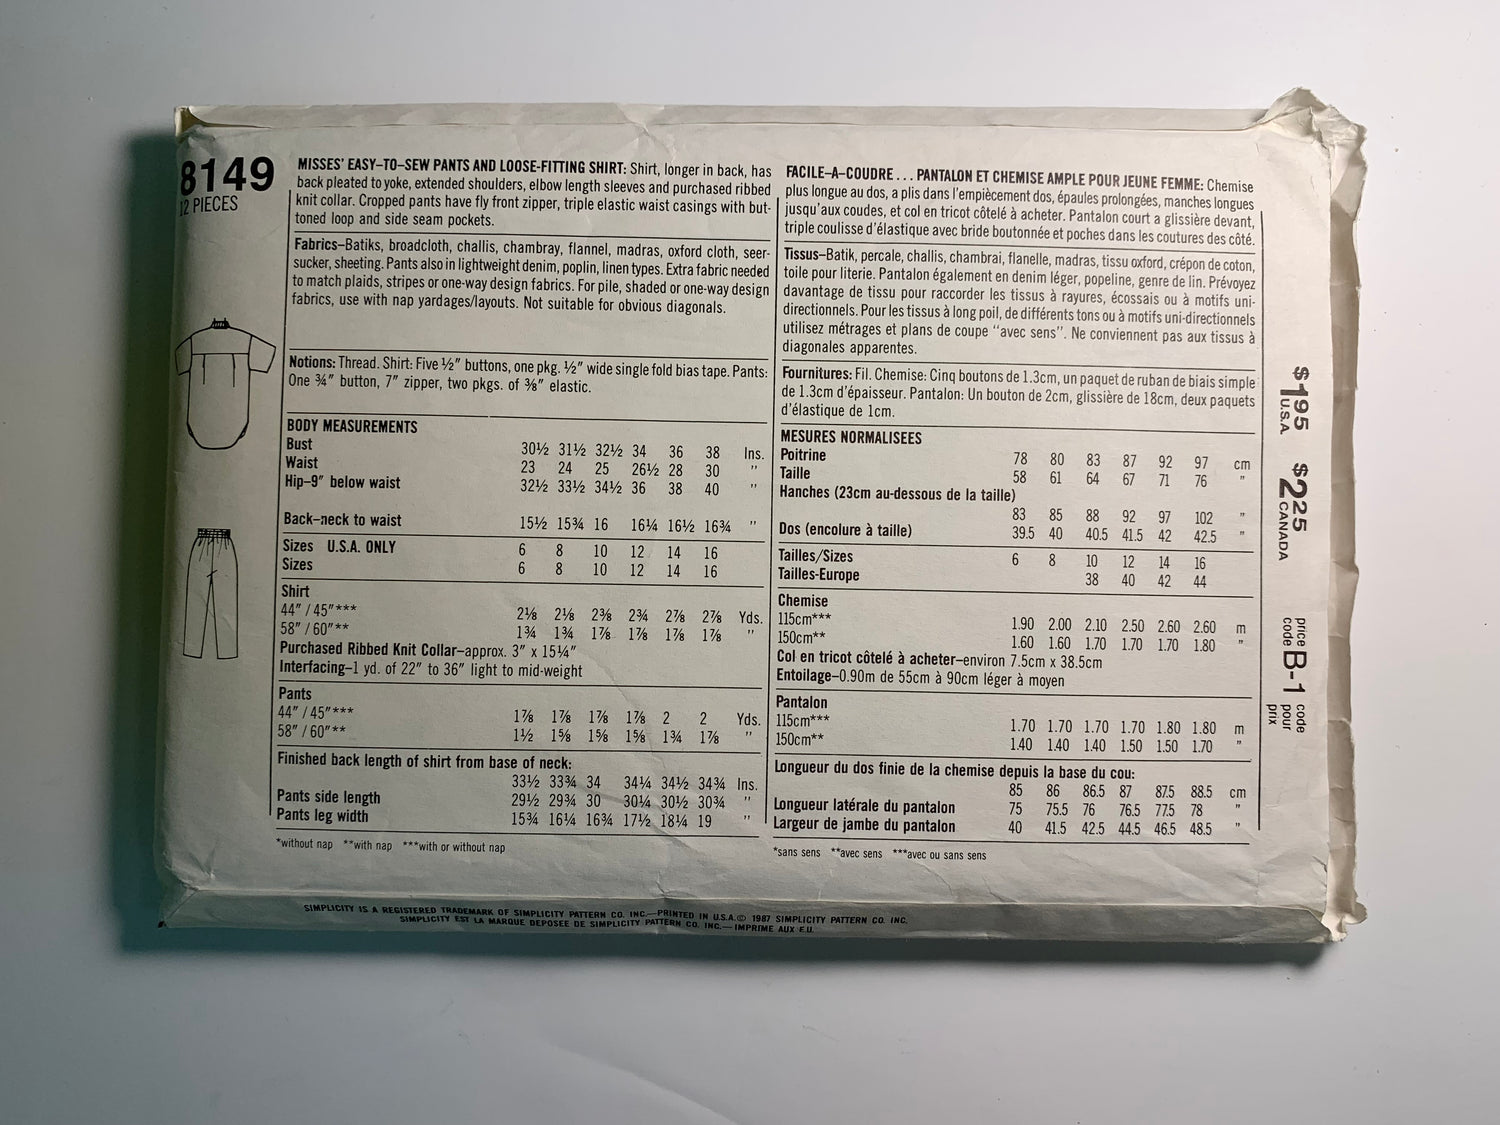 8149
12 PIECES
MISSES' EASY–TO–SEW PANTS AND LOOSE–FITTING SHIRT: Shirt, longer in back, has
back pleated to yoke, extended shoulders, elbow length sleeves and purchased ribbed
knit collar. Cropped pants have fly front zipper, triple elastic waist casings with but-
toned loop and side seam pockets.
Fabrics–Batiks, broadcloth, challis, chambray, flannel, madras, oxford cloth, seer-
sucker, sheeting. Pants also in lightweight denim, poplin, linen types. Extra fabric needed
to match plaids, stripes or one-way design fabrics. For pile, shaded or one-way design
fabrics, use with nap yardages/layouts. Not suitable for obvious diagonals.
Notions: Thread. Shirt: Five ½" buttons, one pkg. ½" wide single fold bias tape. Pants:
One ¾" button, 7" zipper, two pkgs. of ⅜" elastic.
BODY MEASUREMENTS
Bust 30½ 31½ 32½ 34 36 38 Ins.
Waist 23 24 25 26½ 28 30 "
Hip–9" below waist 32½ 33½ 34½ 36 38 40 "
Back–neck to waist 15½ 15¾ 16 16¼ 16½ 16¾ "
Sizes U.S.A. ONLY 6 8 10 12 14 16
Sizes 6 8 10 12 14 16
Shirt
44" / 45"*** 2⅛ 2⅛ 2⅜ 2¾ 2⅞ 2⅞ Yds.
58" / 60"** 1¾ 1¾ 1⅞ 1⅞ 1⅞ 1⅞ "
Purchased Ribbed Knit Collar–approx. 3" x 15¼"
Interfacing–1 yd. of 22" to 36" light to mid-weight
Pants
44" / 45"*** 1⅞ 1⅞ 1⅞ 1⅞ 2 2 Yds.
58" / 60"** 1½ 1⅝ 1⅝ 1⅝ 1¾ 1⅞ "
Finished back length of shirt from base of neck:
33½ 33¾ 34 34¼ 34½ 34¾ Ins.
Pants side length 29½ 29¾ 30 30¼ 30½ 30¾ "
Pants leg width 15¾ 16¼ 16¾ 17½ 18¼ 19 "
*without nap **with nap ***with or without nap
FACILE–A–COUDRE . . . PANTALON ET CHEMISE AMPLE POUR JEUNE FEMME: Chemise
plus longue au dos, a plis dans l'empiècement dos, épaules prolongées, manches longues
jusqu'aux coudes, et col en tricot côtelé à acheter. Pantalon court a glissière devant,
triple coulisse d'élastique avec bride boutonnée et poches dans les coutures des côté.
Tissus–Batik, percale, challis, chambrai, flanelle, madras, tissu oxford, crépon de coton,
toile pour literie. Pantalon également en denim léger, popeline, genre de lin. Prévoyez
davantage de tissu pour raccorder les tissus à rayures, écossais ou à motifs uni-
directionnels. Pour les tissus à long poil, de différents tons ou à motifs uni-directionnels
utilisez métrages et plans de coupe "avec sens". Ne conviennent pas aux tissus à
diagonales apparentes.
Fournitures: Fil. Chemise: Cinq boutons de 1.3cm, un paquet de ruban de biais simple
de 1.3cm d'épaisseur. Pantalon: Un bouton de 2cm, glissière de 18cm, deux paquets
d'élastique de 1cm.
MESURES NORMALISEES
Poitrine 78 80 83 87 92 97 cm
Taille 58 61 64 67 71 76 "
Hanches (23cm au-dessous de la taille)
83 85 88 92 97 102 "
Dos (encolure à taille) 39.5 40 40.5 41.5 42 42.5 "
Tailles/Sizes 6 8 10 12 14 16
Tailles-Europe 38 40 42 44
Chemise
115cm*** 1.90 2.00 2.10 2.50 2.60 2.60 m
150cm** 1.60 1.60 1.70 1.70 1.70 1.80 "
Col en tricot côtelé à acheter–environ 7.5cm x 38.5cm
Entoilage–0.90m de 55cm à 90cm léger à moyen
Pantalon
115cm*** 1.70 1.70 1.70 1.70 1.80 1.80 m
150cm** 1.40 1.40 1.40 1.50 1.50 1.70 "
Longueur du dos finie de la chemise depuis la base du cou:
85 86 86.5 87 87.5 88.5 cm
Longueur latérale du pantalon 75 75.5 76 76.5 77.5 78 "
Largeur de jambe du pantalon 40 41.5 42.5 44.5 46.5 48.5 "
*sans sens **avec sens ***avec ou sans sens
$1.95 U.S.A. $2.25 CANADA
price code B-1 code pour prix
SIMPLICITY IS A REGISTERED TRADEMARK OF SIMPLICITY PATTERN CO. INC.—PRINTED IN U.S.A.© 1987 SIMPLICITY PATTERN CO. INC.
SIMPLICITY EST LA MARQUE DEPOSEE DE SIMPLICITY PATTERN CO. INC.—IMPRIME AUX E.U.